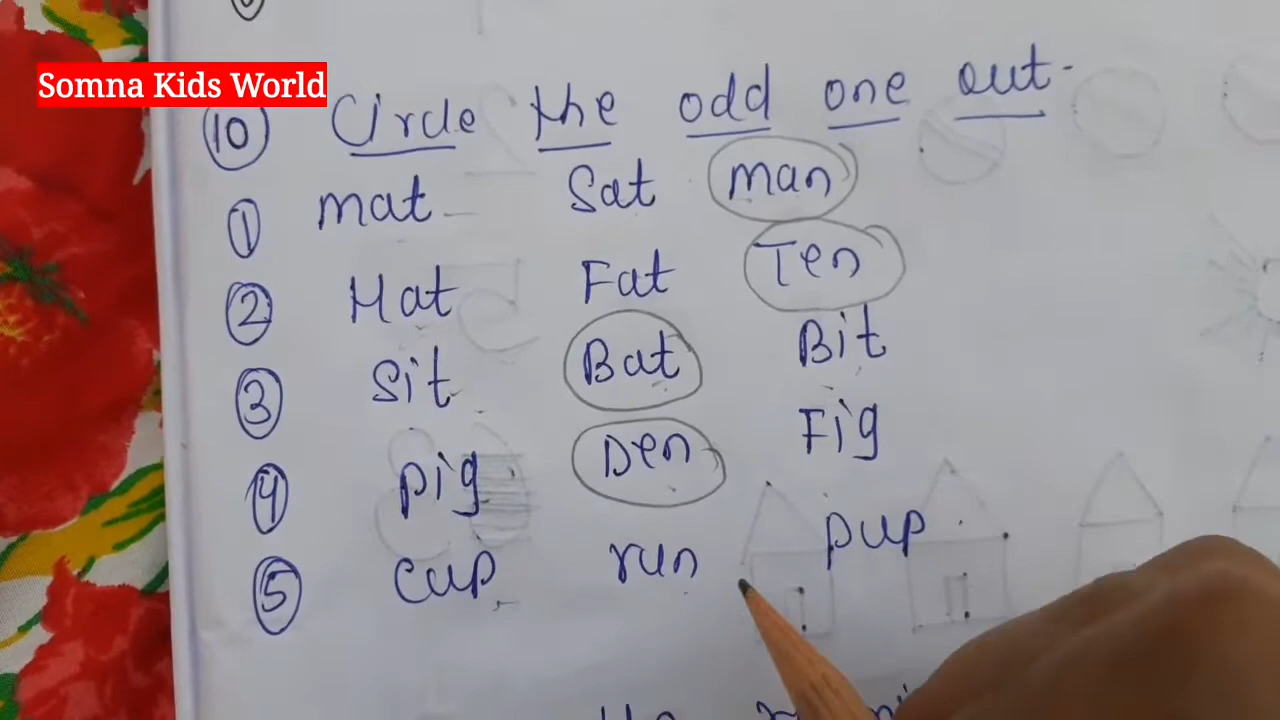 Somna Kids World
10 Circle the odd one out-
1 mat Sat man
2 Hat Fat Ten
3 Sit Bat Bit
4 pig Den Fig
5 Cup run pup